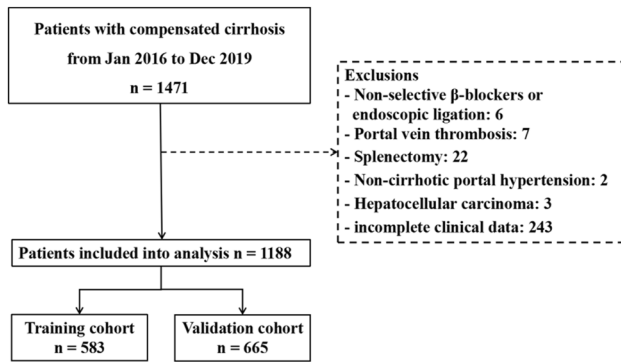 Patients with compensated cirrhosis
from Jan 2016 to Dec 2019
n = 1471
Exclusions
- Non-selective β-blockers or
endoscopic ligation: 6
- Portal vein thrombosis: 7
- Splenectomy: 22
- Non-cirrhotic portal hypertension: 2
- Hepatocellular carcinoma: 3
- incomplete clinical data: 243
Patients included into analysis n = 1188
Training cohort
n = 583
Validation cohort
n = 665